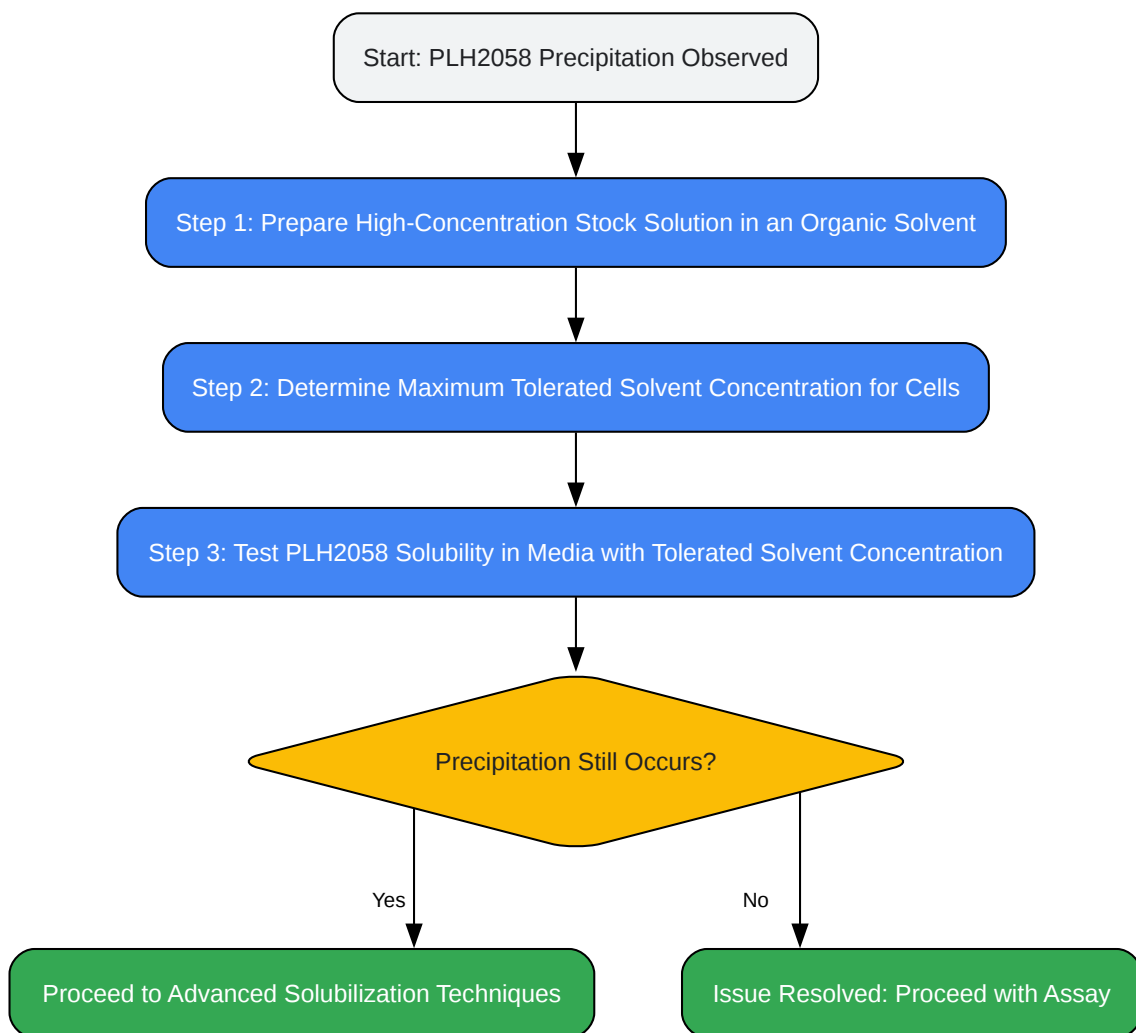 Start: PLH2058 Precipitation Observed
Step 1: Prepare High-Concentration Stock Solution in an Organic Solvent
Step 2: Determine Maximum Tolerated Solvent Concentration for Cells
Step 3: Test PLH2058 Solubility in Media with Tolerated Solvent Concentration
Precipitation Still Occurs?
Yes
No
Proceed to Advanced Solubilization Techniques
Issue Resolved: Proceed with Assay